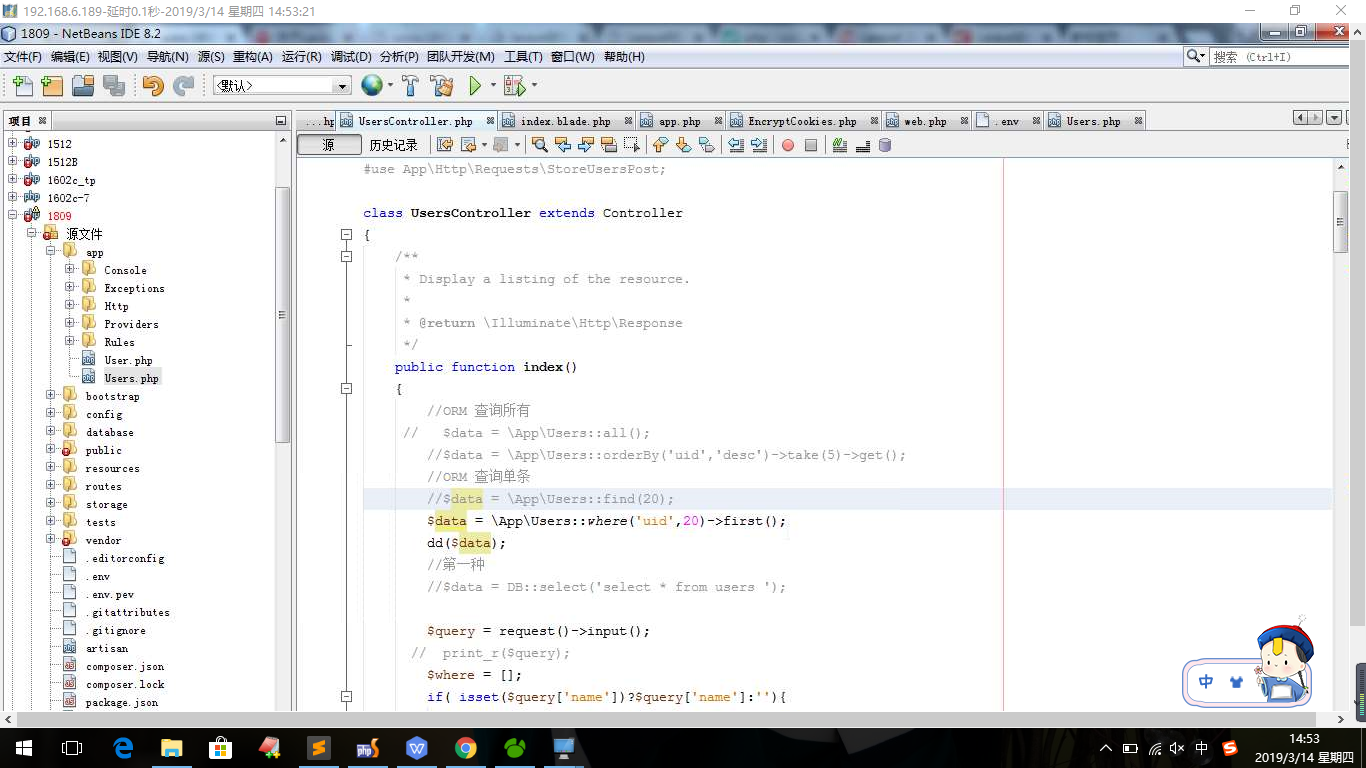 192.168.6.189-延时0.1秒-2019/3/14 星期四 14:53:21
1809 - NetBeans IDE 8.2
文件(F) 编辑(E) 视图(V) 导航(N) 源(S) 重构(A) 运行(R) 调试(D) 分析(P) 团队开发(M) 工具(T) 窗口(W) 帮助(H)
搜索 (Ctrl+I)
<默认>
项目
...hp UsersController.php index.blade.php app.php EncryptCookies.php web.php .env Users.php
源 历史记录
1512
1512B
1602c_tp
1602c-7
1809
源文件
app
Console
Exceptions
Http
Providers
Rules
User.php
Users.php
bootstrap
config
database
public
resources
routes
storage
tests
vendor
.editorconfig
.env
.env.pev
.gitattributes
.gitignore
artisan
composer.json
composer.lock
package.json
#use App\Http\Requests\StoreUsersPost;
class UsersController extends Controller
{
/**
* Display a listing of the resource.
*
* @return \Illuminate\Http\Response
*/
public function index()
{
//ORM 查询所有
// $data = \App\Users::all();
//$data = \App\Users::orderBy('uid','desc')->take(5)->get();
//ORM 查询单条
//$data = \App\Users::find(20);
$data = \App\Users::where('uid',20)->first();
dd($data);
//第一种
//$data = DB::select('select * from users ');
$query = request()->input();
// print_r($query);
$where = [];
if( isset($query['name'])?$query['name']:''){
中
php
W
中
S
14:53
2019/3/14 星期四